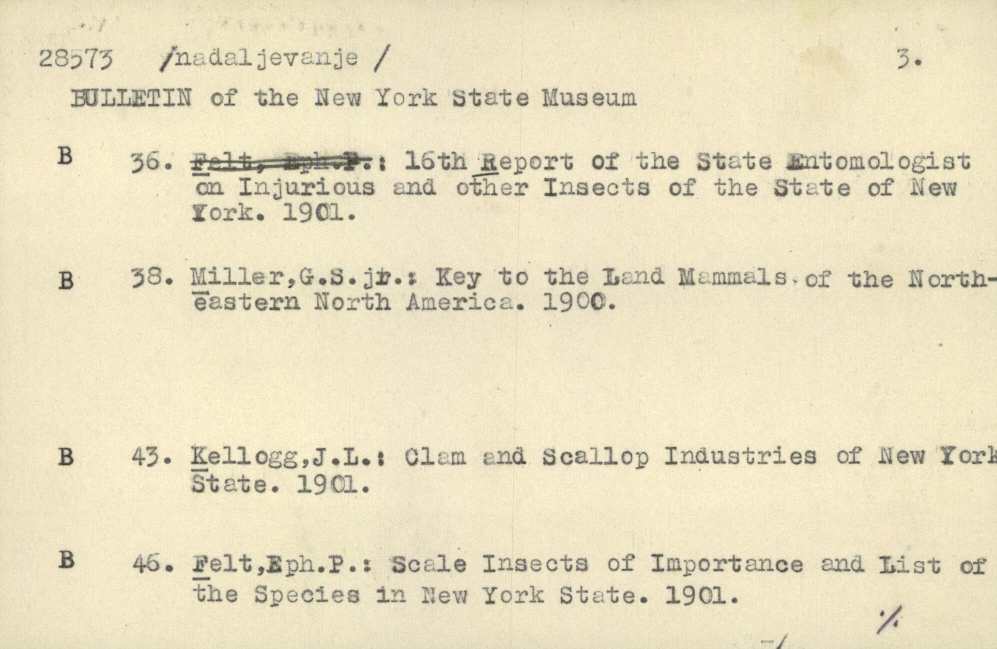 28573 /nadaljevanje / 3.
BULLETIN of the New York State Museum
B 36. Felt, Eph.P.: 16th Report of the State Entomologist
on Injurious and other Insects of the State of New
York. 1901.
B 38. Miller,G.S.jr.: Key to the Land Mammals of the North-
eastern North America. 1900.
B 43. Kellogg,J.L.: Clam and Scallop Industries of New York
State. 1901.
B 46. Felt,Eph.P.: Scale Insects of Importance and List of
the Species in New York State. 1901.
./.